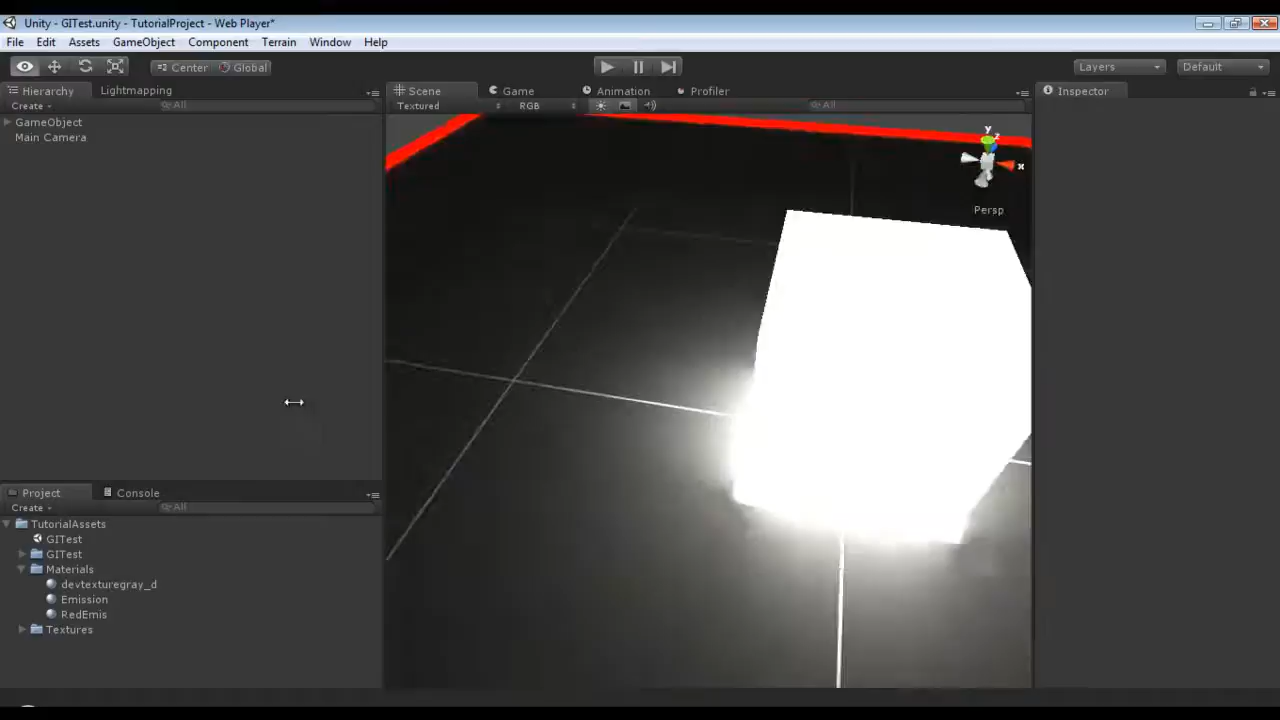 Unity - GITest.unity - TutorialProject - Web Player*
File Edit Assets GameObject Component Terrain Window Help
Center Global Layers Default
Hierarchy Lightmapping Scene Game Animation Profiler Inspector
Create All Textured RGB All
GameObject
Main Camera
y
z
x
Persp
Project Console
Create All
TutorialAssets
GITest
GITest
Materials
devtexturegray_d
Emission
RedEmis
Textures